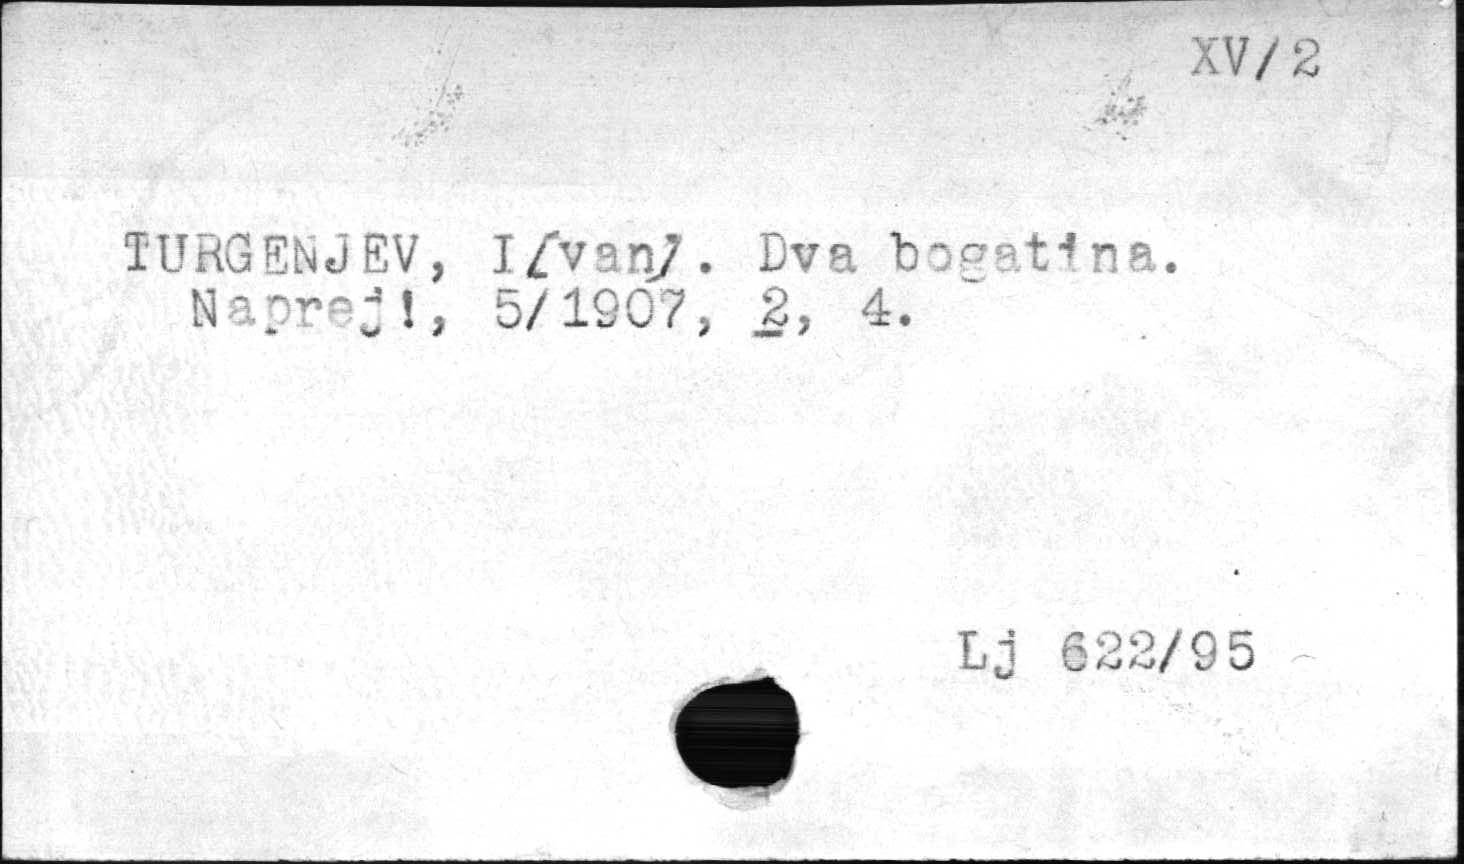 XV/2
TURGENJEV, I[van]. Dva bogatina.
Naprej!, 5/1907, 2, 4.
Lj 622/95